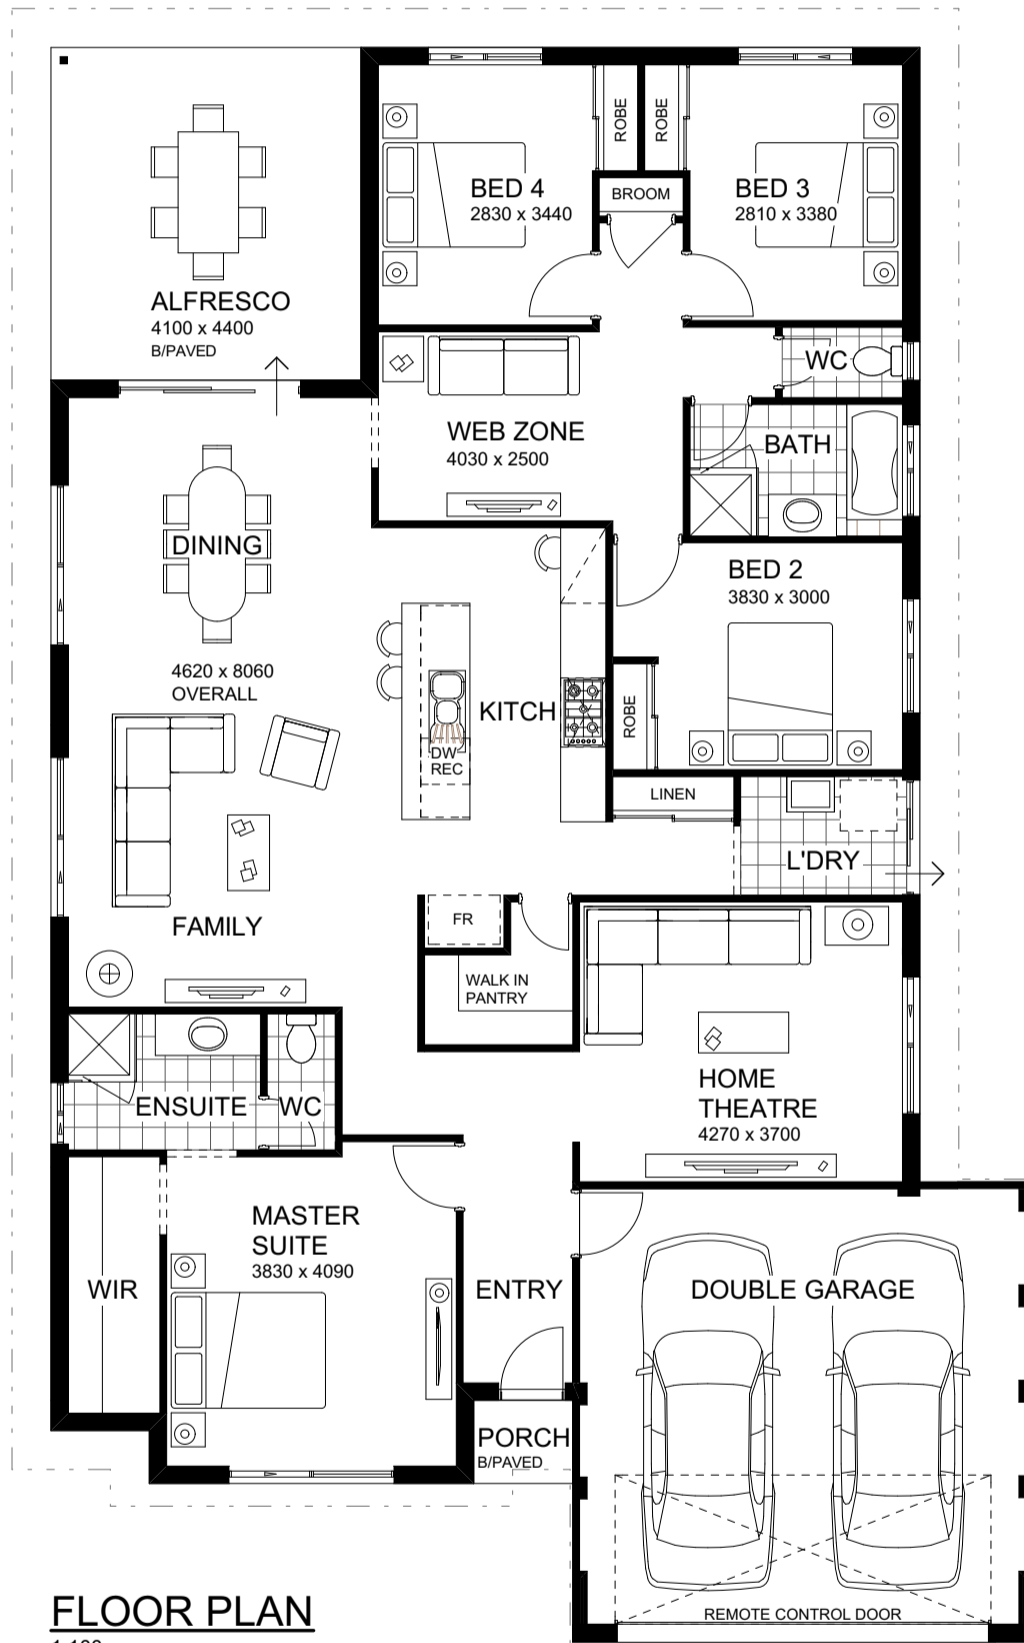 ROBE
ROBE
BED 4
2830 x 3440
BROOM
BED 3
2810 x 3380
ALFRESCO
4100 x 4400
B/PAVED
WC
WEB ZONE
4030 x 2500
BATH
DINING
BED 2
3830 x 3000
4620 x 8060
OVERALL
KITCH
ROBE
DW
REC
LINEN
L'DRY
FAMILY
FR
WALK IN
PANTRY
HOME
THEATRE
4270 x 3700
ENSUITE
WC
MASTER
SUITE
3830 x 4090
WIR
ENTRY
DOUBLE GARAGE
PORCH
B/PAVED
REMOTE CONTROL DOOR
FLOOR PLAN